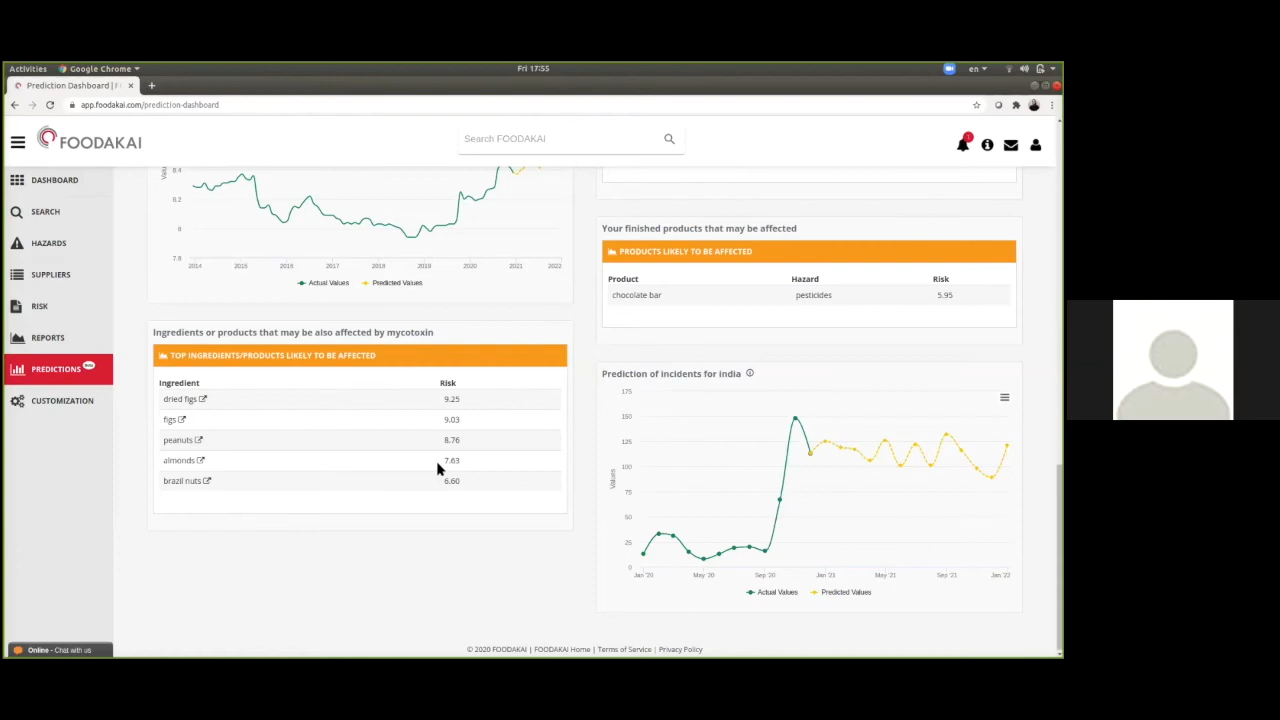 Activities Google Chrome Fri 17:55 en
Prediction Dashboard | F
app.foodakai.com/prediction-dashboard
FOODAKAI
Search FOODAKAI
1
DASHBOARD
SEARCH
HAZARDS
SUPPLIERS
RISK
REPORTS
PREDICTIONS Beta
CUSTOMIZATION
Online - Chat with us
8.4
8.2
8
7.8
2014 2015 2016 2017 2018 2019 2020 2021 2022
Actual Values Predicted Values
Ingredients or products that may be also affected by mycotoxin
TOP INGREDIENTS/PRODUCTS LIKELY TO BE AFFECTED
Ingredient Risk
dried figs 9.25
figs 9.03
peanuts 8.76
almonds 7.63
brazil nuts 6.60
Your finished products that may be affected
PRODUCTS LIKELY TO BE AFFECTED
Product Hazard Risk
chocolate bar pesticides 5.95
Prediction of incidents for india
175
150
125
100
75
50
25
0
Values
Jan '20 May '20 Sep '20 Jan '21 May '21 Sep '21 Jan '22
Actual Values Predicted Values
© 2020 FOODAKAI | FOODAKAI Home | Terms of Service | Privacy Policy